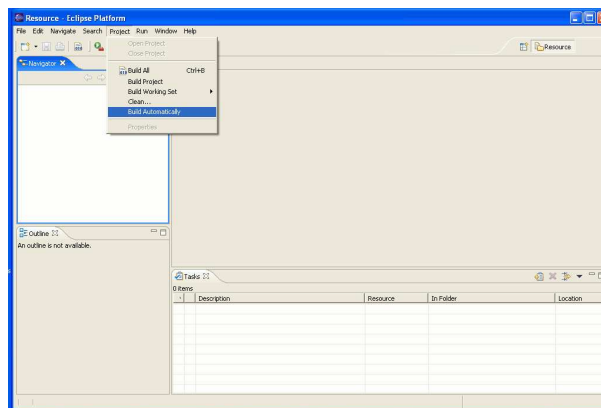 Resource - Eclipse Platform
File Edit Navigate Search Project Run Window Help
Open Project
Close Project
Build All Ctrl+B
Build Project
Build Working Set
Clean...
Build Automatically
Properties
Resource
Navigator
Outline
An outline is not available.
Tasks
0 items
Description Resource In Folder Location